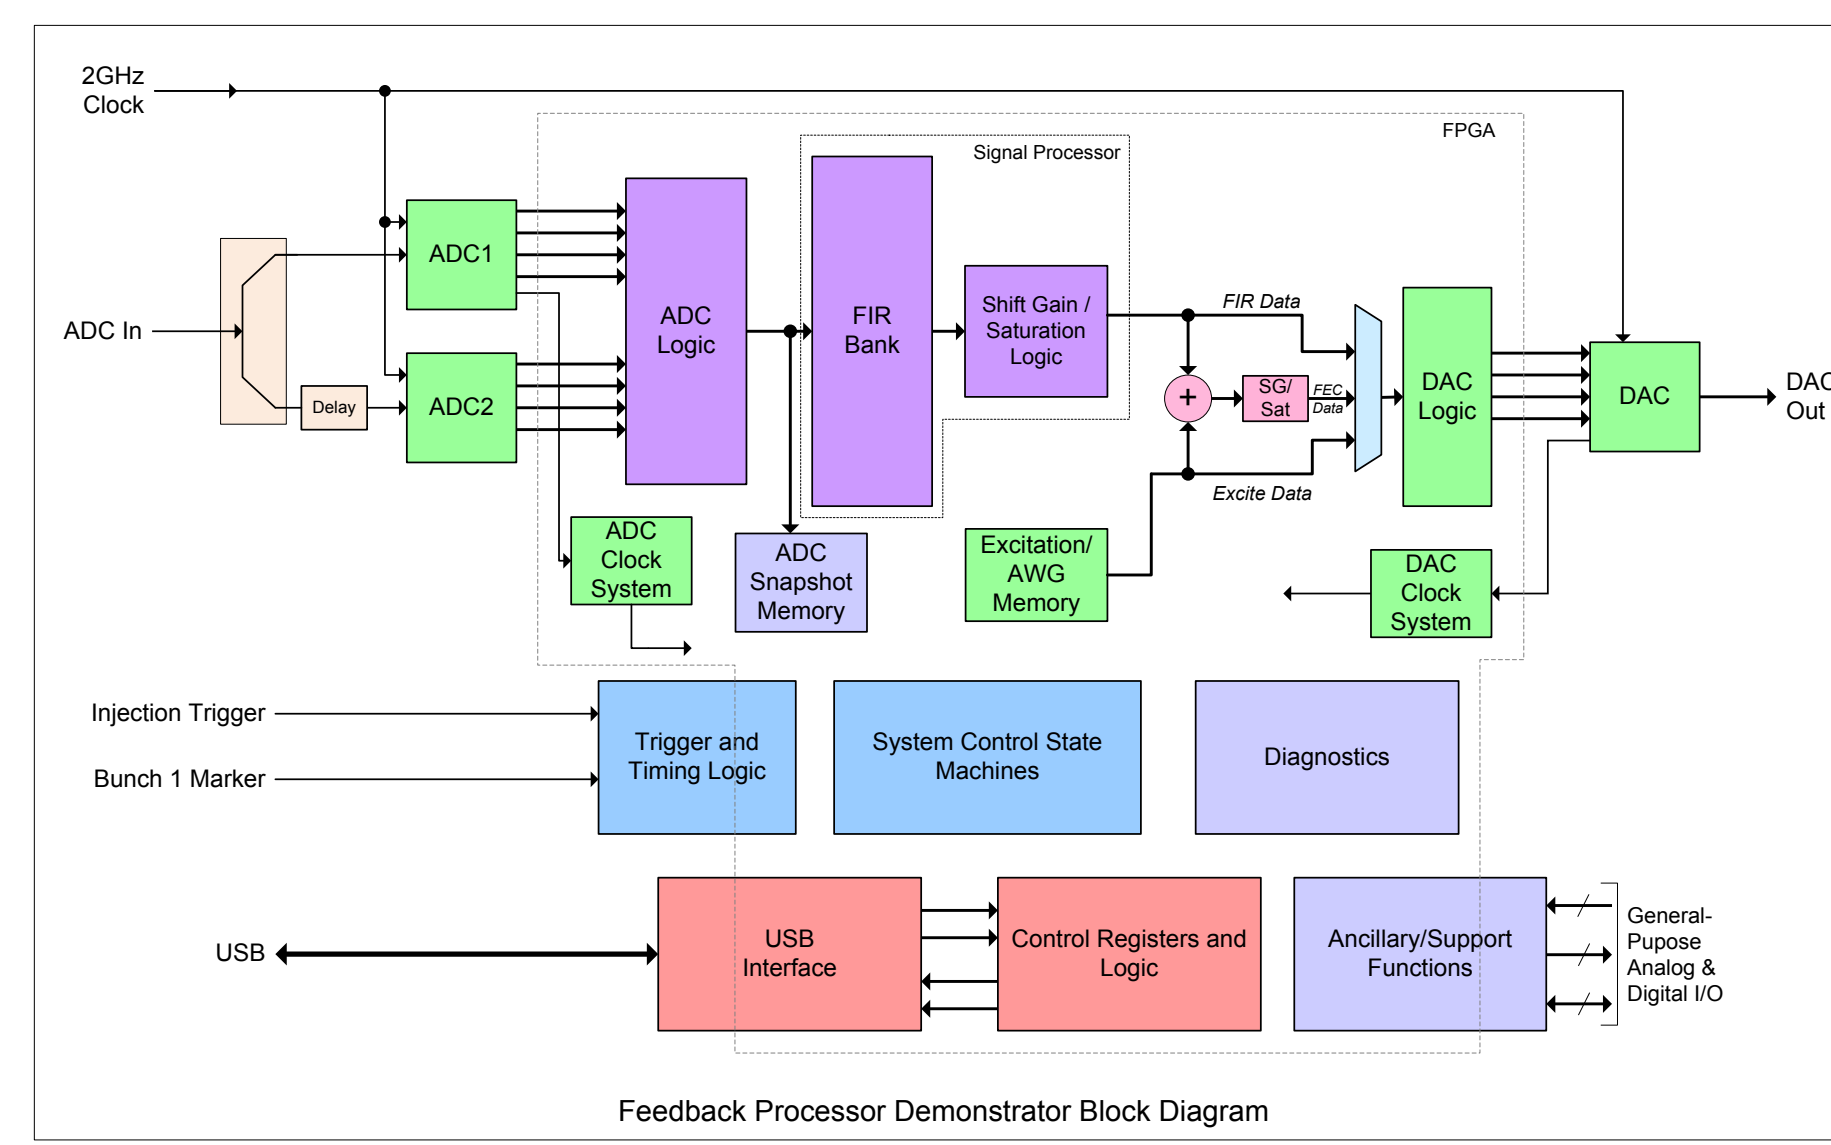 2GHz
Clock
FPGA
Signal Processor
ADC1
ADC
Logic
FIR
Bank
Shift Gain /
Saturation
Logic
FIR Data
ADC In
Delay
ADC2
+
SG/
Sat
FEC
Data
DAC
Logic
DAC
DAC
Out
Excite Data
ADC
Clock
System
ADC
Snapshot
Memory
Excitation/
AWG
Memory
DAC
Clock
System
Injection Trigger
Bunch 1 Marker
Trigger and
Timing Logic
System Control State
Machines
Diagnostics
USB
USB
Interface
Control Registers and
Logic
Ancillary/Support
Functions
General-
Pupose
Analog &
Digital I/O
Feedback Processor Demonstrator Block Diagram